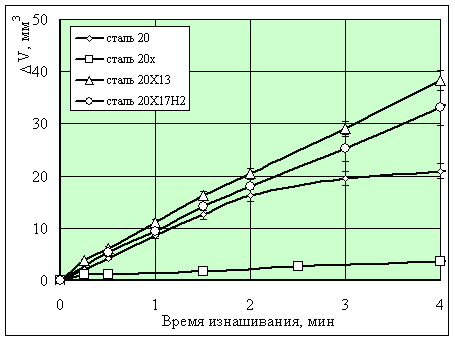 50
40
30
20
10
0
ΔV, мм³
сталь 20
сталь 20х
сталь 20Х13
сталь 20Х17Н2
0 1 2 3 4
Время изнашивания, мин